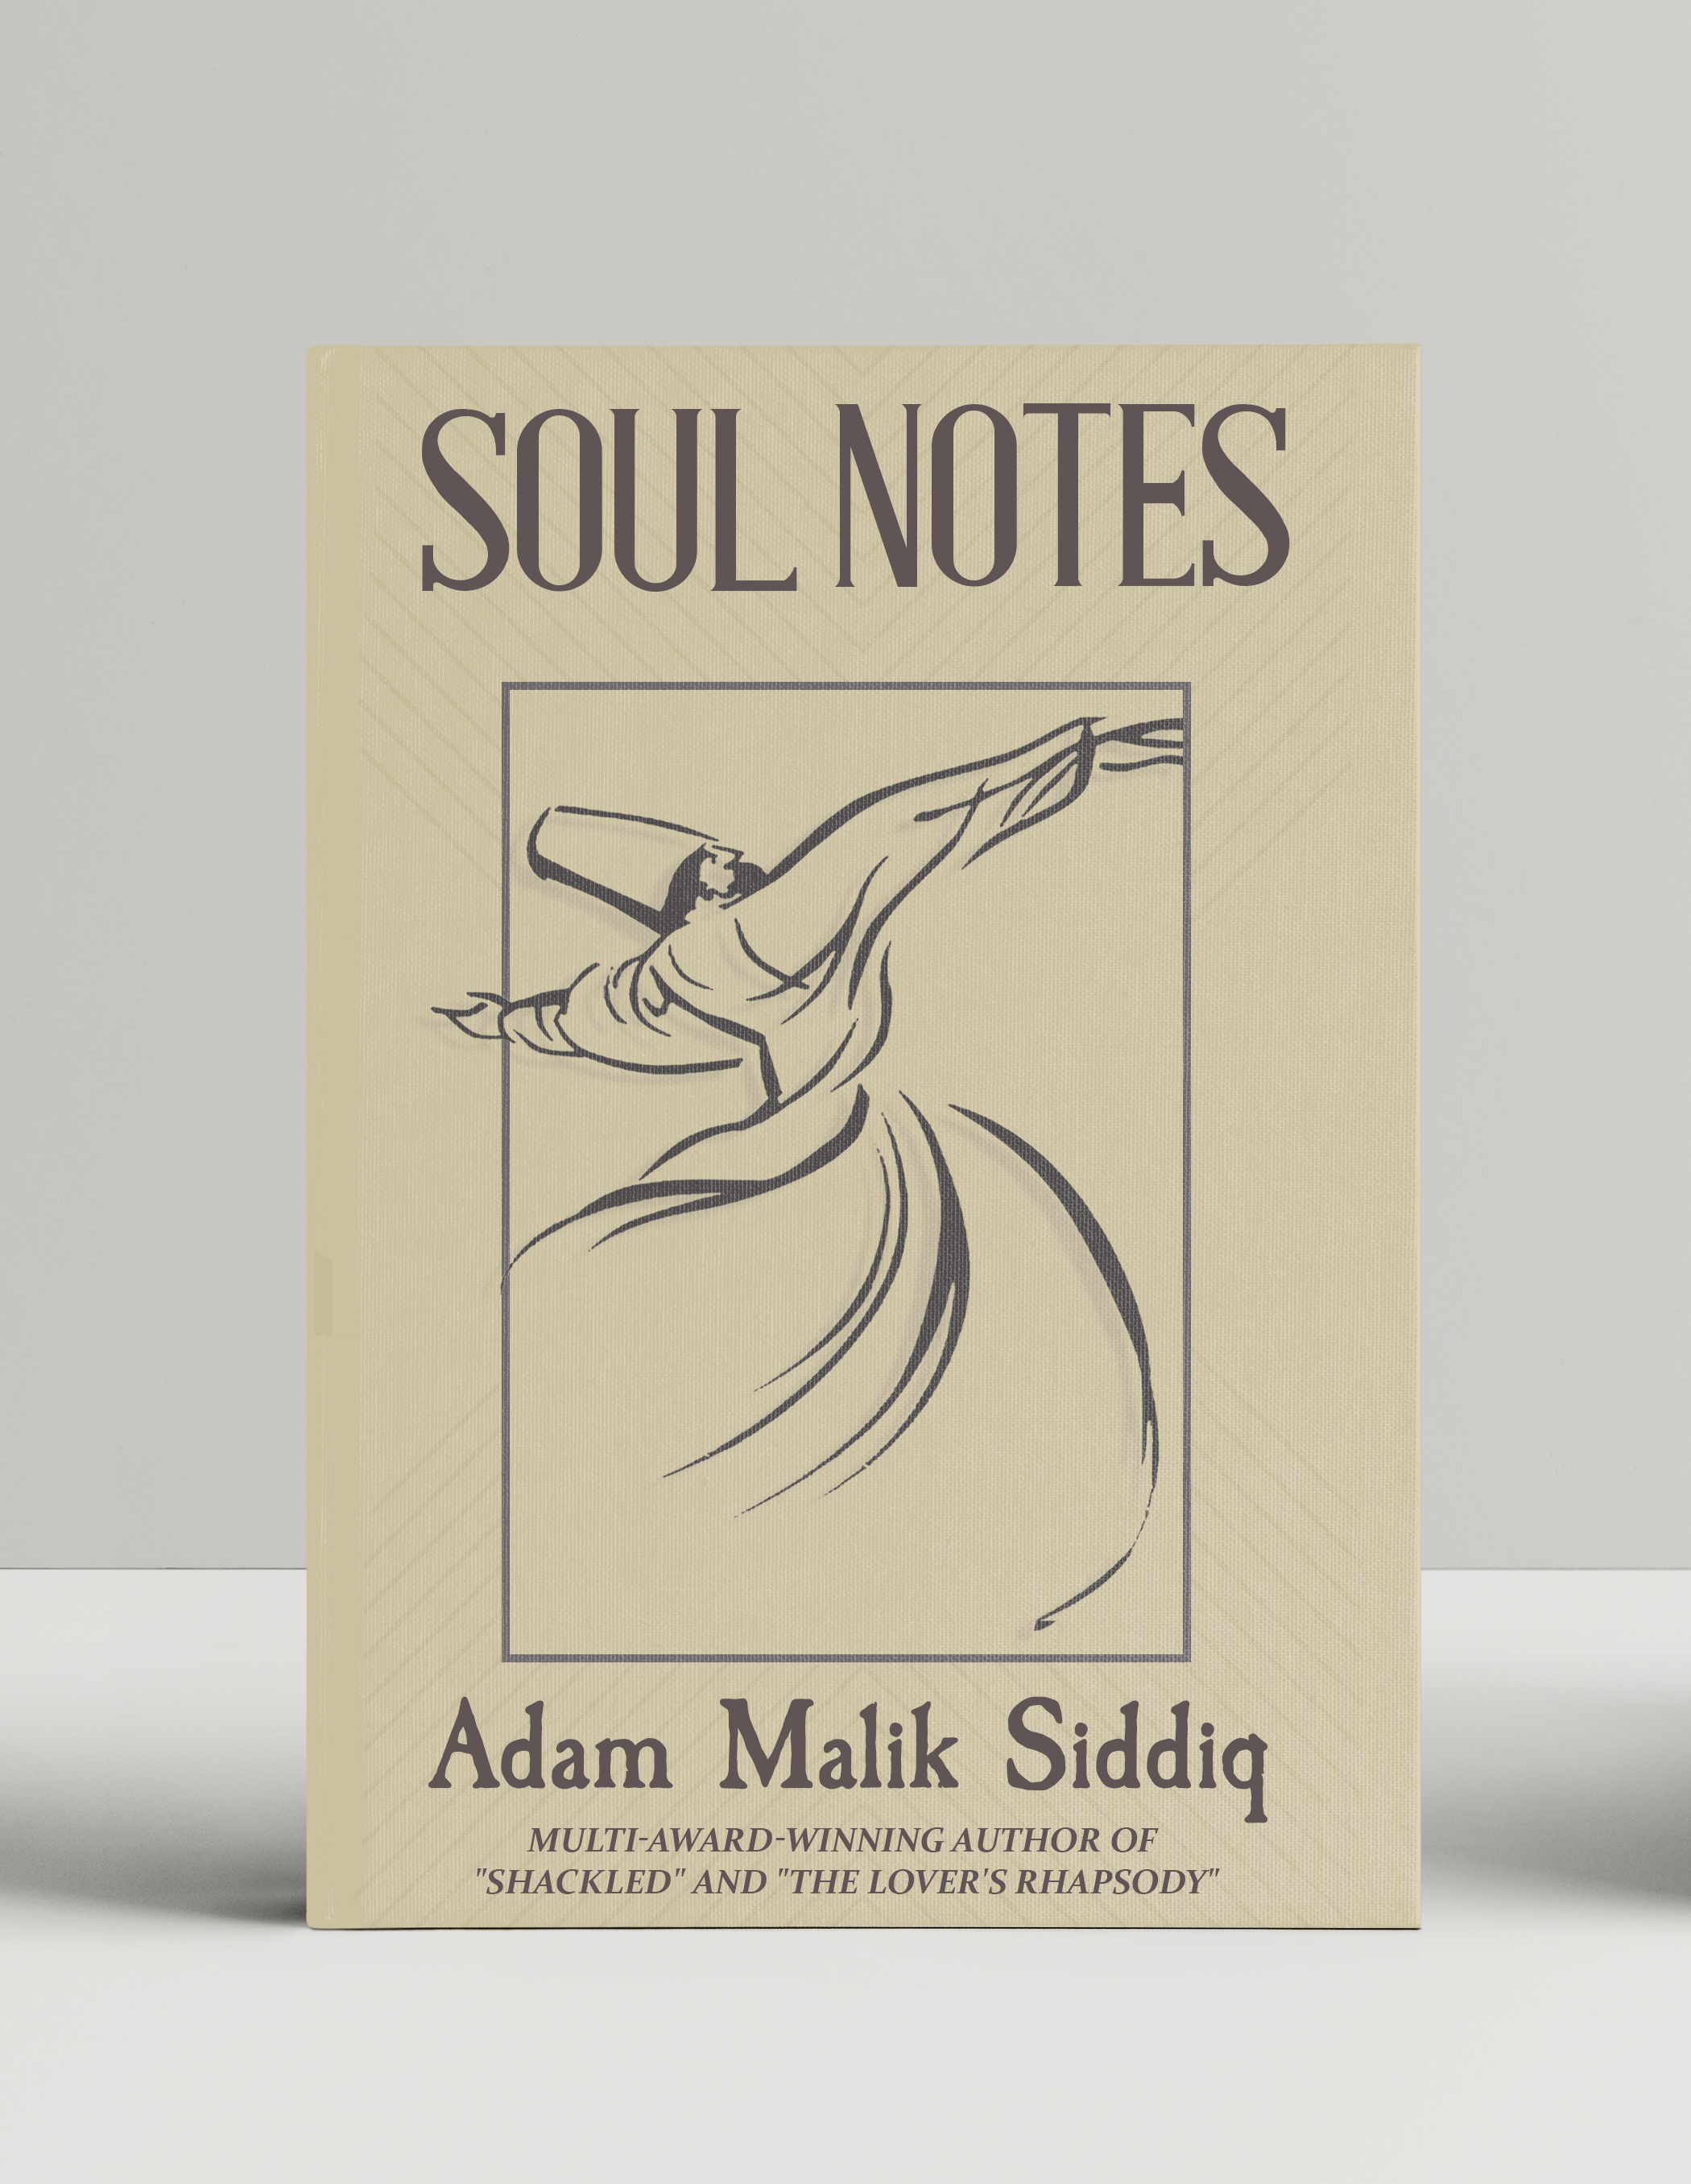 SOUL NOTES
Adam Malik Siddiq
MULTI-AWARD-WINNING AUTHOR OF
"SHACKLED" AND "THE LOVER'S RHAPSODY"